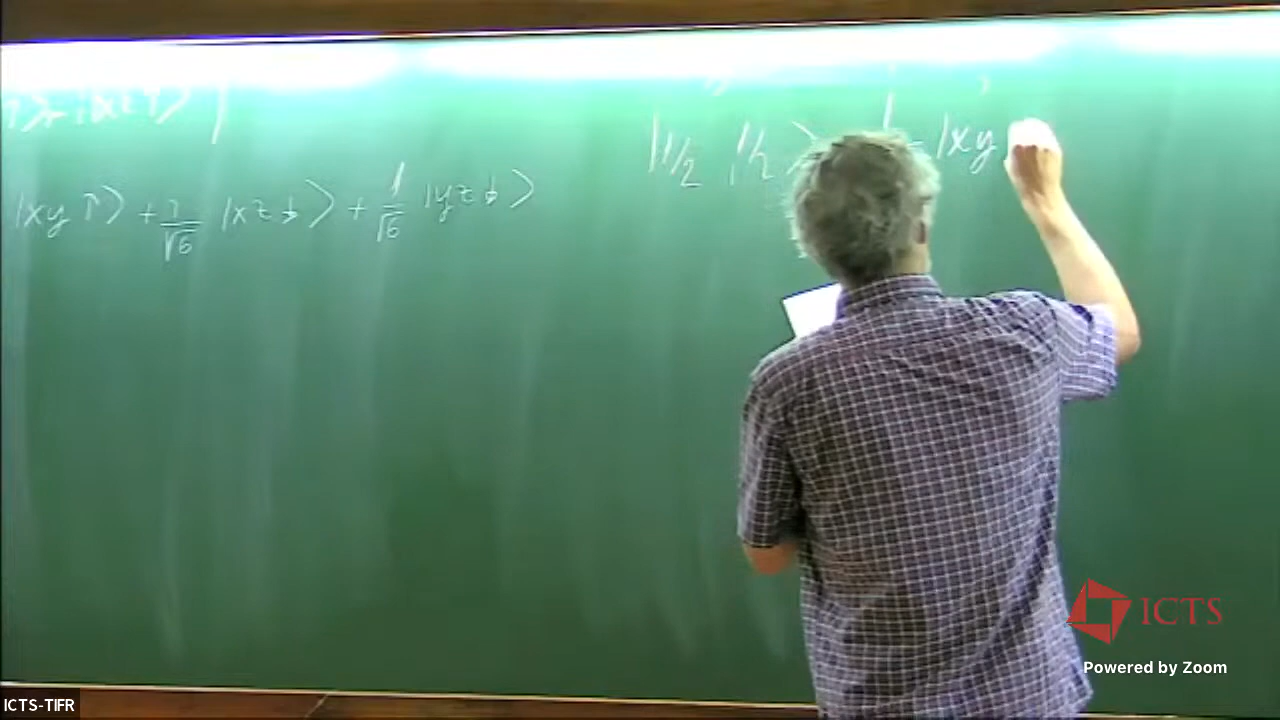 |xy ↑⟩ + 1/√6 |xz ↓⟩ + 1/√6 |yz ↓⟩
|1/2 1/2 ⟩ |xy
ICTS
Powered by Zoom
ICTS-TIFR